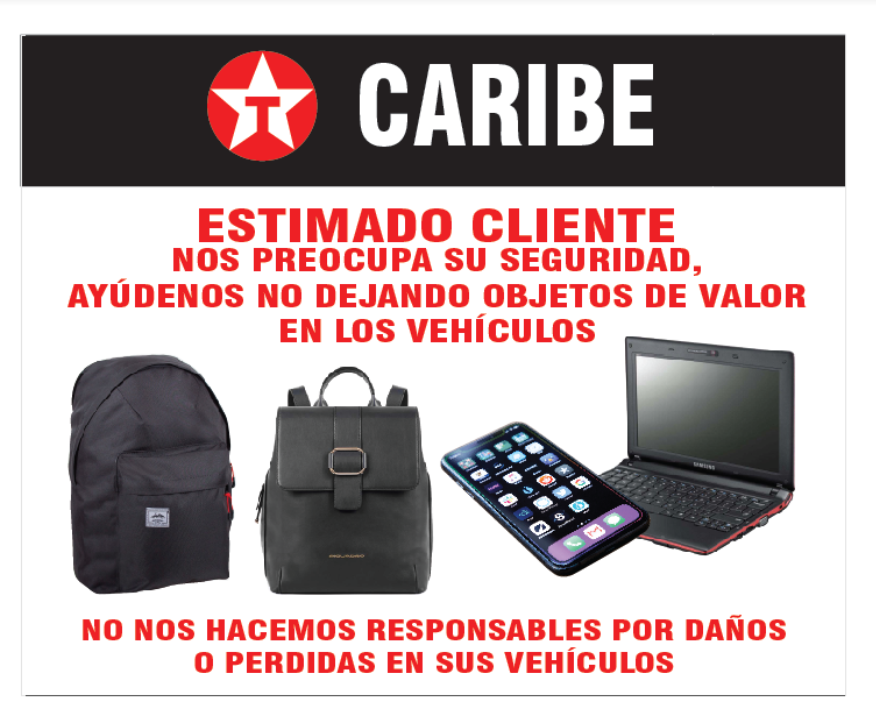 T CARIBE
ESTIMADO CLIENTE
NOS PREOCUPA SU SEGURIDAD,
AYÚDENOS NO DEJANDO OBJETOS DE VALOR
EN LOS VEHÍCULOS
SAMSUNG
NO NOS HACEMOS RESPONSABLES POR DAÑOS
O PERDIDAS EN SUS VEHÍCULOS